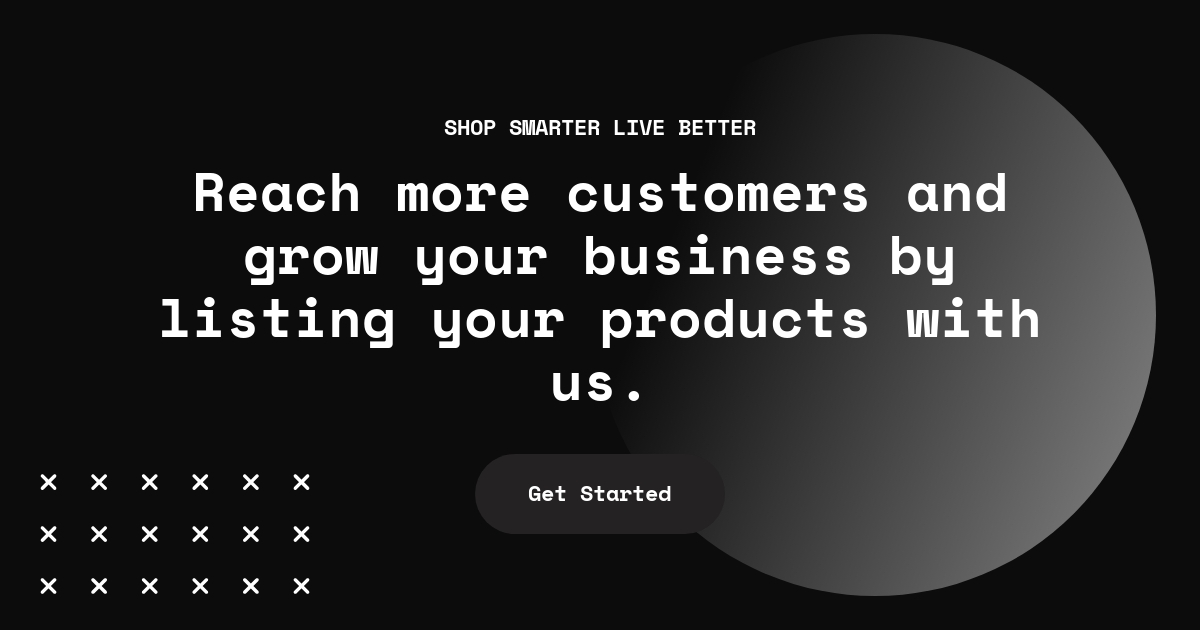 SHOP SMARTER LIVE BETTER
Reach more customers and
grow your business by
listing your products with
us.
Get Started